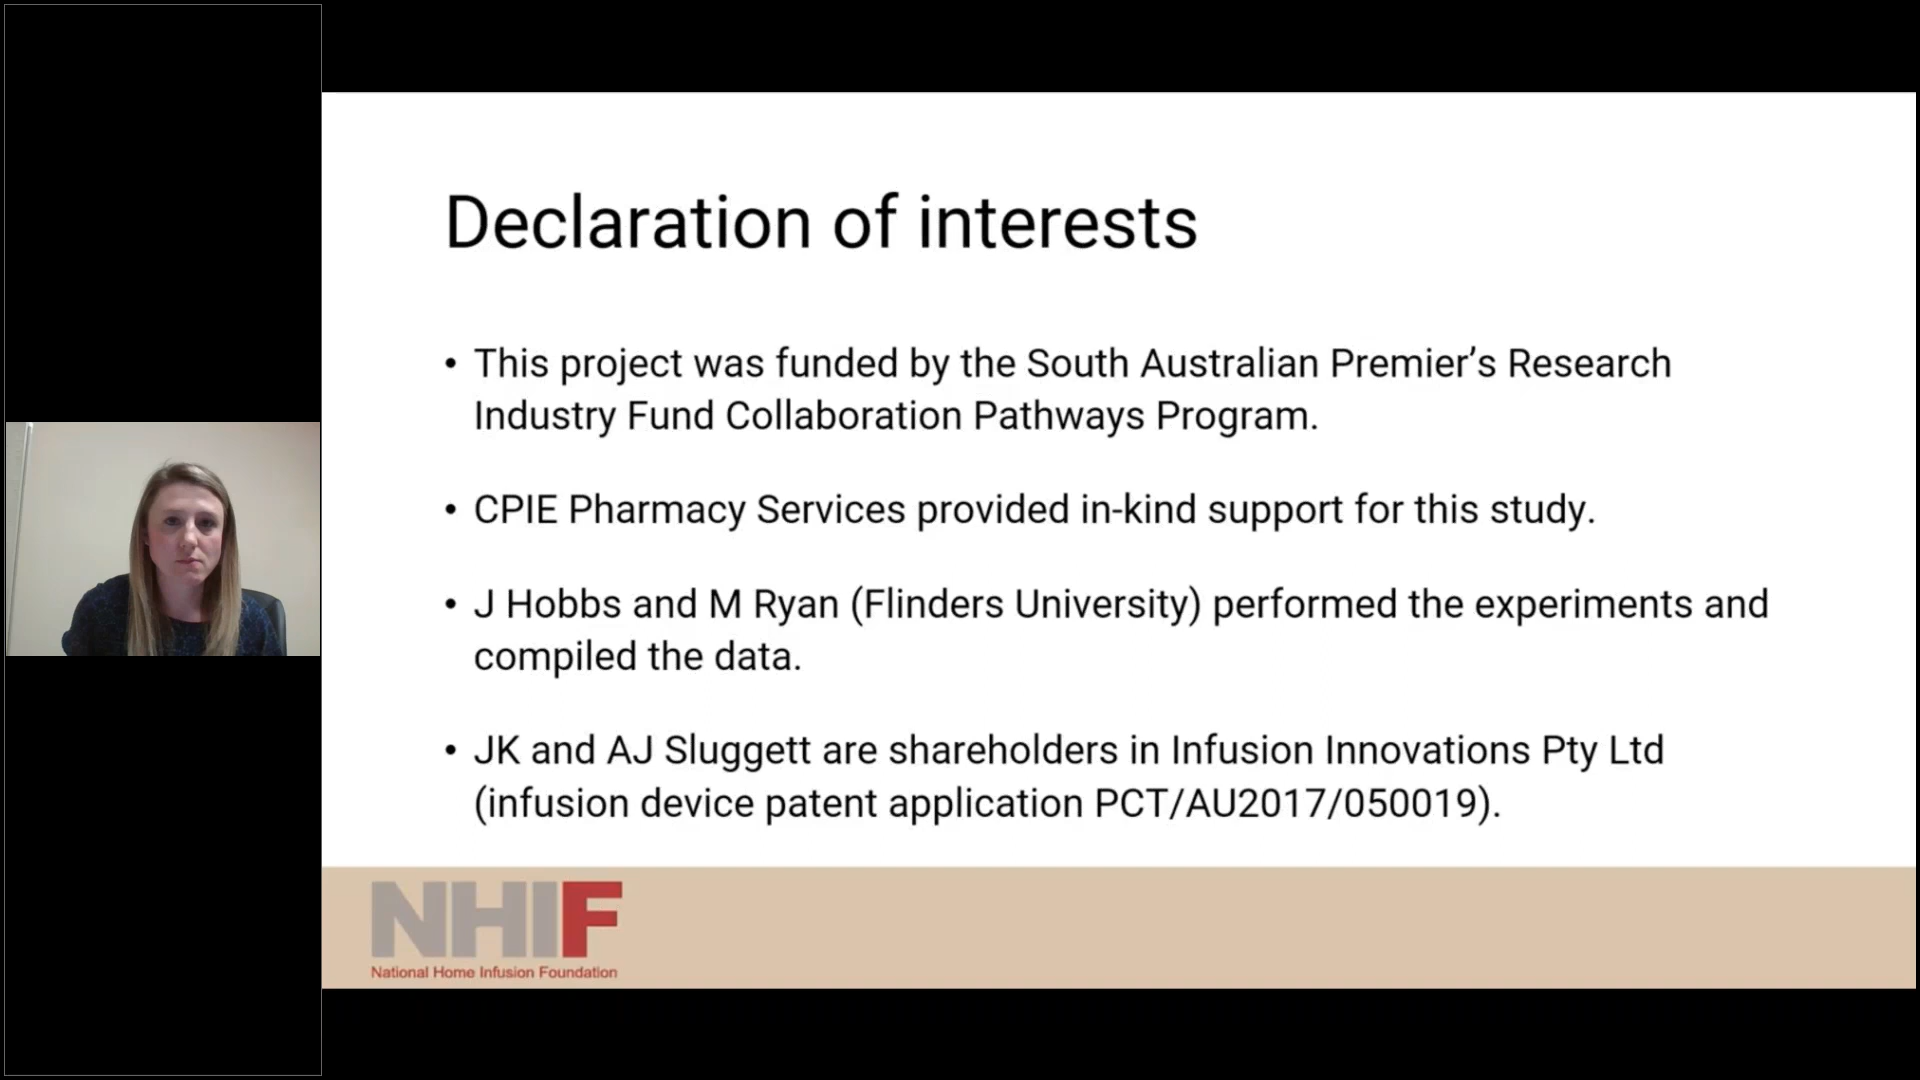 Declaration of interests
• This project was funded by the South Australian Premier’s Research
Industry Fund Collaboration Pathways Program.
• CPIE Pharmacy Services provided in-kind support for this study.
• J Hobbs and M Ryan (Flinders University) performed the experiments and
compiled the data.
• JK and AJ Sluggett are shareholders in Infusion Innovations Pty Ltd
(infusion device patent application PCT/AU2017/050019).
NHIF
National Home Infusion Foundation